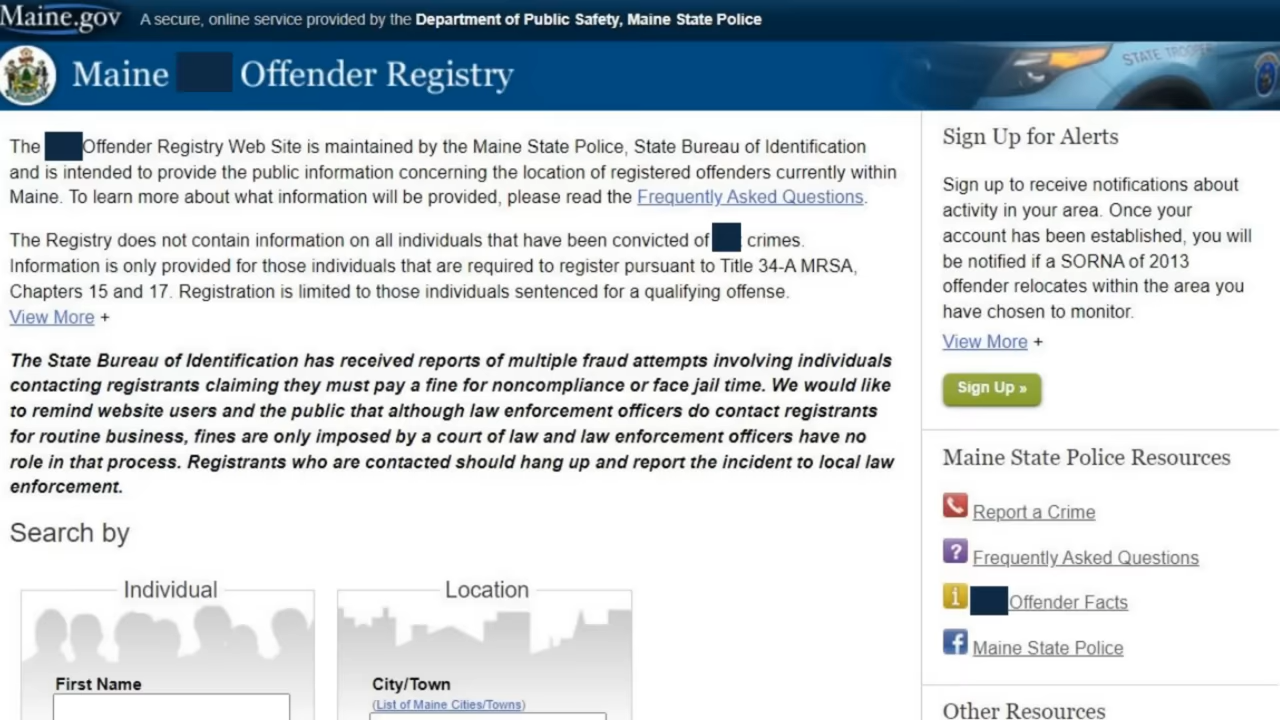 Maine.gov A secure, online service provided by the Department of Public Safety, Maine State Police
STATE TROOPER
Maine Offender Registry
The Offender Registry Web Site is maintained by the Maine State Police, State Bureau of Identification
and is intended to provide the public information concerning the location of registered offenders currently within
Maine. To learn more about what information will be provided, please read the Frequently Asked Questions.
The Registry does not contain information on all individuals that have been convicted of crimes.
Information is only provided for those individuals that are required to register pursuant to Title 34-A MRSA,
Chapters 15 and 17. Registration is limited to those individuals sentenced for a qualifying offense.
View More +
The State Bureau of Identification has received reports of multiple fraud attempts involving individuals
contacting registrants claiming they must pay a fine for noncompliance or face jail time. We would like
to remind website users and the public that although law enforcement officers do contact registrants
for routine business, fines are only imposed by a court of law and law enforcement officers have no
role in that process. Registrants who are contacted should hang up and report the incident to local law
enforcement.
Search by
Individual
First Name
Location
City/Town
(List of Maine Cities/Towns)
Sign Up for Alerts
Sign up to receive notifications about
activity in your area. Once your
account has been established, you will
be notified if a SORNA of 2013
offender relocates within the area you
have chosen to monitor.
View More +
Sign Up »
Maine State Police Resources
Report a Crime
? Frequently Asked Questions
i Offender Facts
f Maine State Police
Other Resources